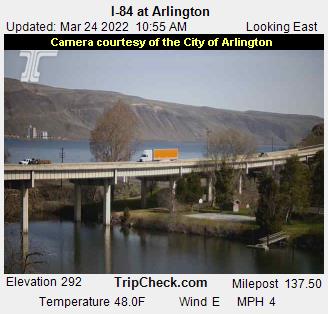 I-84 at Arlington
Updated: Mar 24 2022 10:55 AM Looking East
Camera courtesy of the City of Arlington
Elevation 292 TripCheck.com Milepost 137.50
Temperature 48.0F Wind E MPH 4